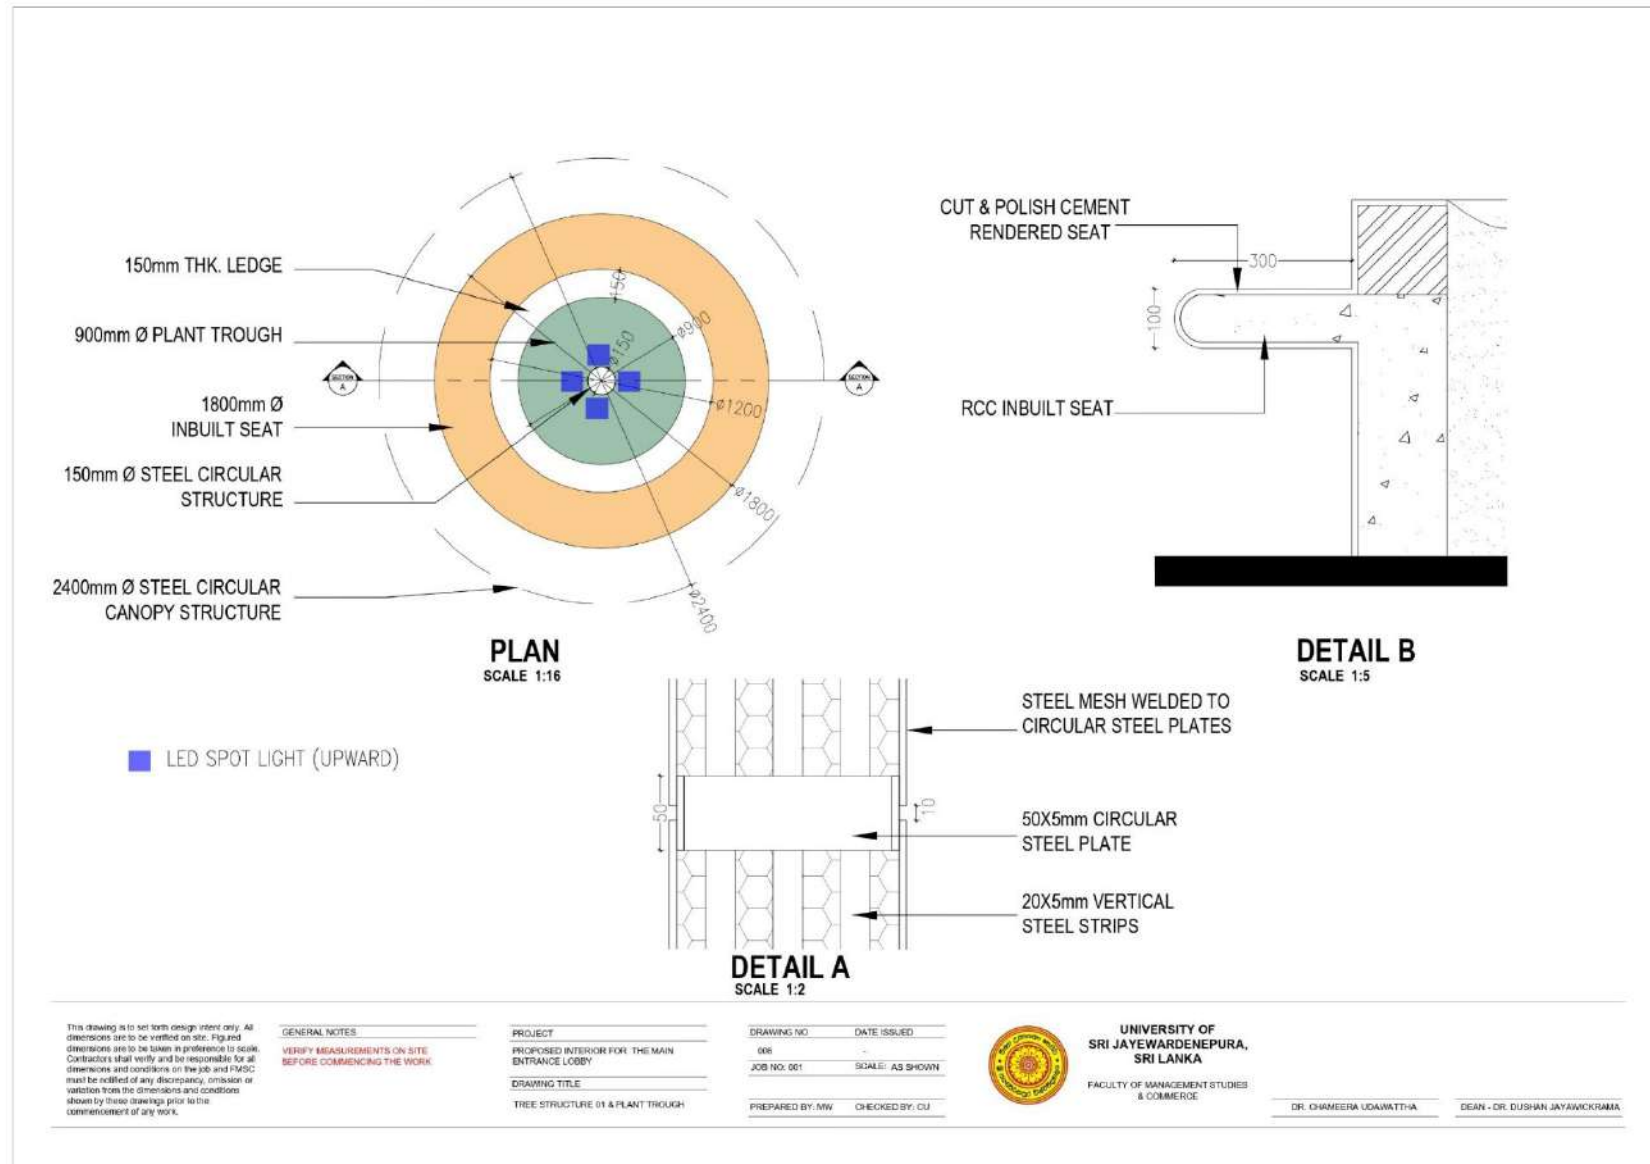 150mm THK. LEDGE
900mm Ø PLANT TROUGH
1800mm Ø
INBUILT SEAT
150mm Ø STEEL CIRCULAR
STRUCTURE
2400mm Ø STEEL CIRCULAR
CANOPY STRUCTURE
SECTION
A
SECTION
A
150
ø900
ø150
ø1200
ø1800
ø2400
PLAN
SCALE 1:16
CUT & POLISH CEMENT
RENDERED SEAT
300
100
RCC INBUILT SEAT
DETAIL B
SCALE 1:5
LED SPOT LIGHT (UPWARD)
STEEL MESH WELDED TO
CIRCULAR STEEL PLATES
50
10
50X5mm CIRCULAR
STEEL PLATE
20X5mm VERTICAL
STEEL STRIPS
DETAIL A
SCALE 1:2
This drawing is to set forth design intent only. All
dimensions are to be verified on site. Figured
dimensions are to be taken in preference to scale.
Contractors shall verify and be responsible for all
dimensions and conditions on the job and FMSC
must be notified of any discrepancy, omission or
variation from the dimensions and conditions
shown by these drawings prior to the
commencement of any work.
GENERAL NOTES
VERIFY MEASUREMENTS ON SITE
BEFORE COMMENCING THE WORK
PROJECT
PROPOSED INTERIOR FOR THE MAIN
ENTRANCE LOBBY
DRAWING TITLE
TREE STRUCTURE 01 & PLANT TROUGH
DRAWING NO
DATE ISSUED
-
JOB NO: 001
SCALE: AS SHOWN
PREPARED BY: MW
CHECKED BY: CU
UNIVERSITY OF
SRI JAYEWARDENEPURA,
SRI LANKA
FACULTY OF MANAGEMENT STUDIES
& COMMERCE
DR. CHAMEERA UDAWATTHA
DEAN - DR. DUSHAN JAYAWICKRAMA